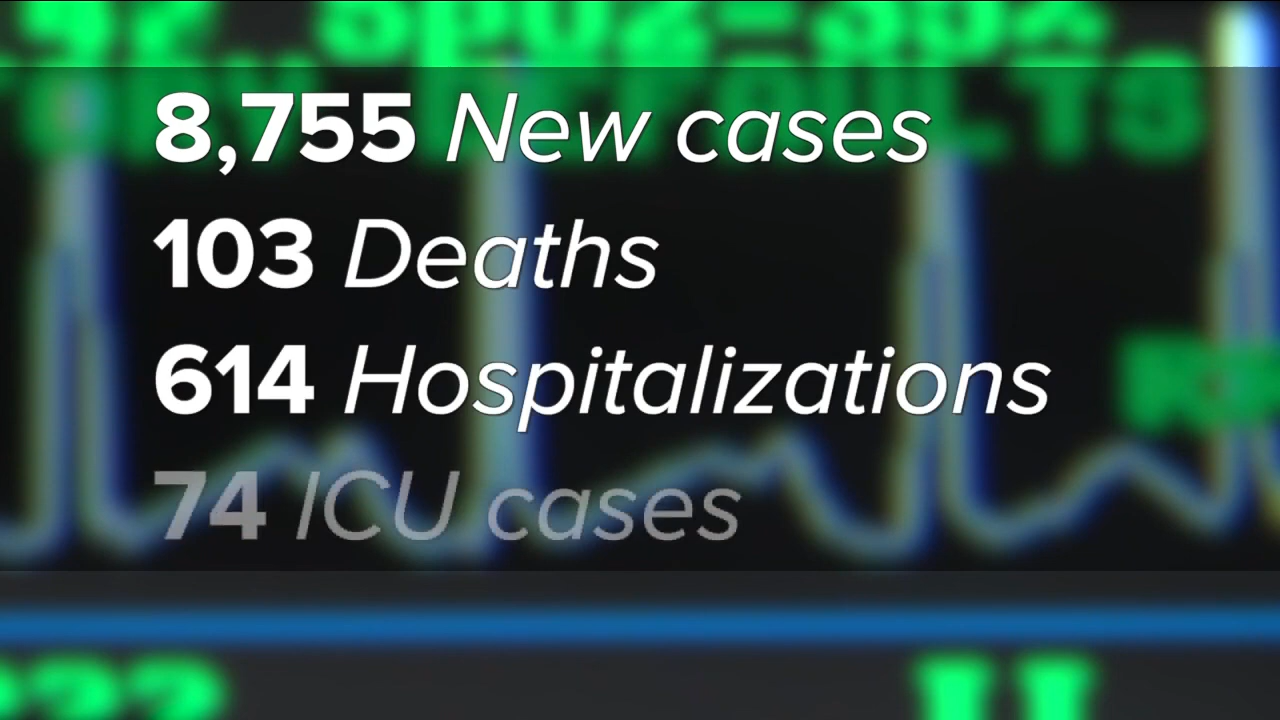 8,755 New cases
103 Deaths
614 Hospitalizations
74 ICU cases